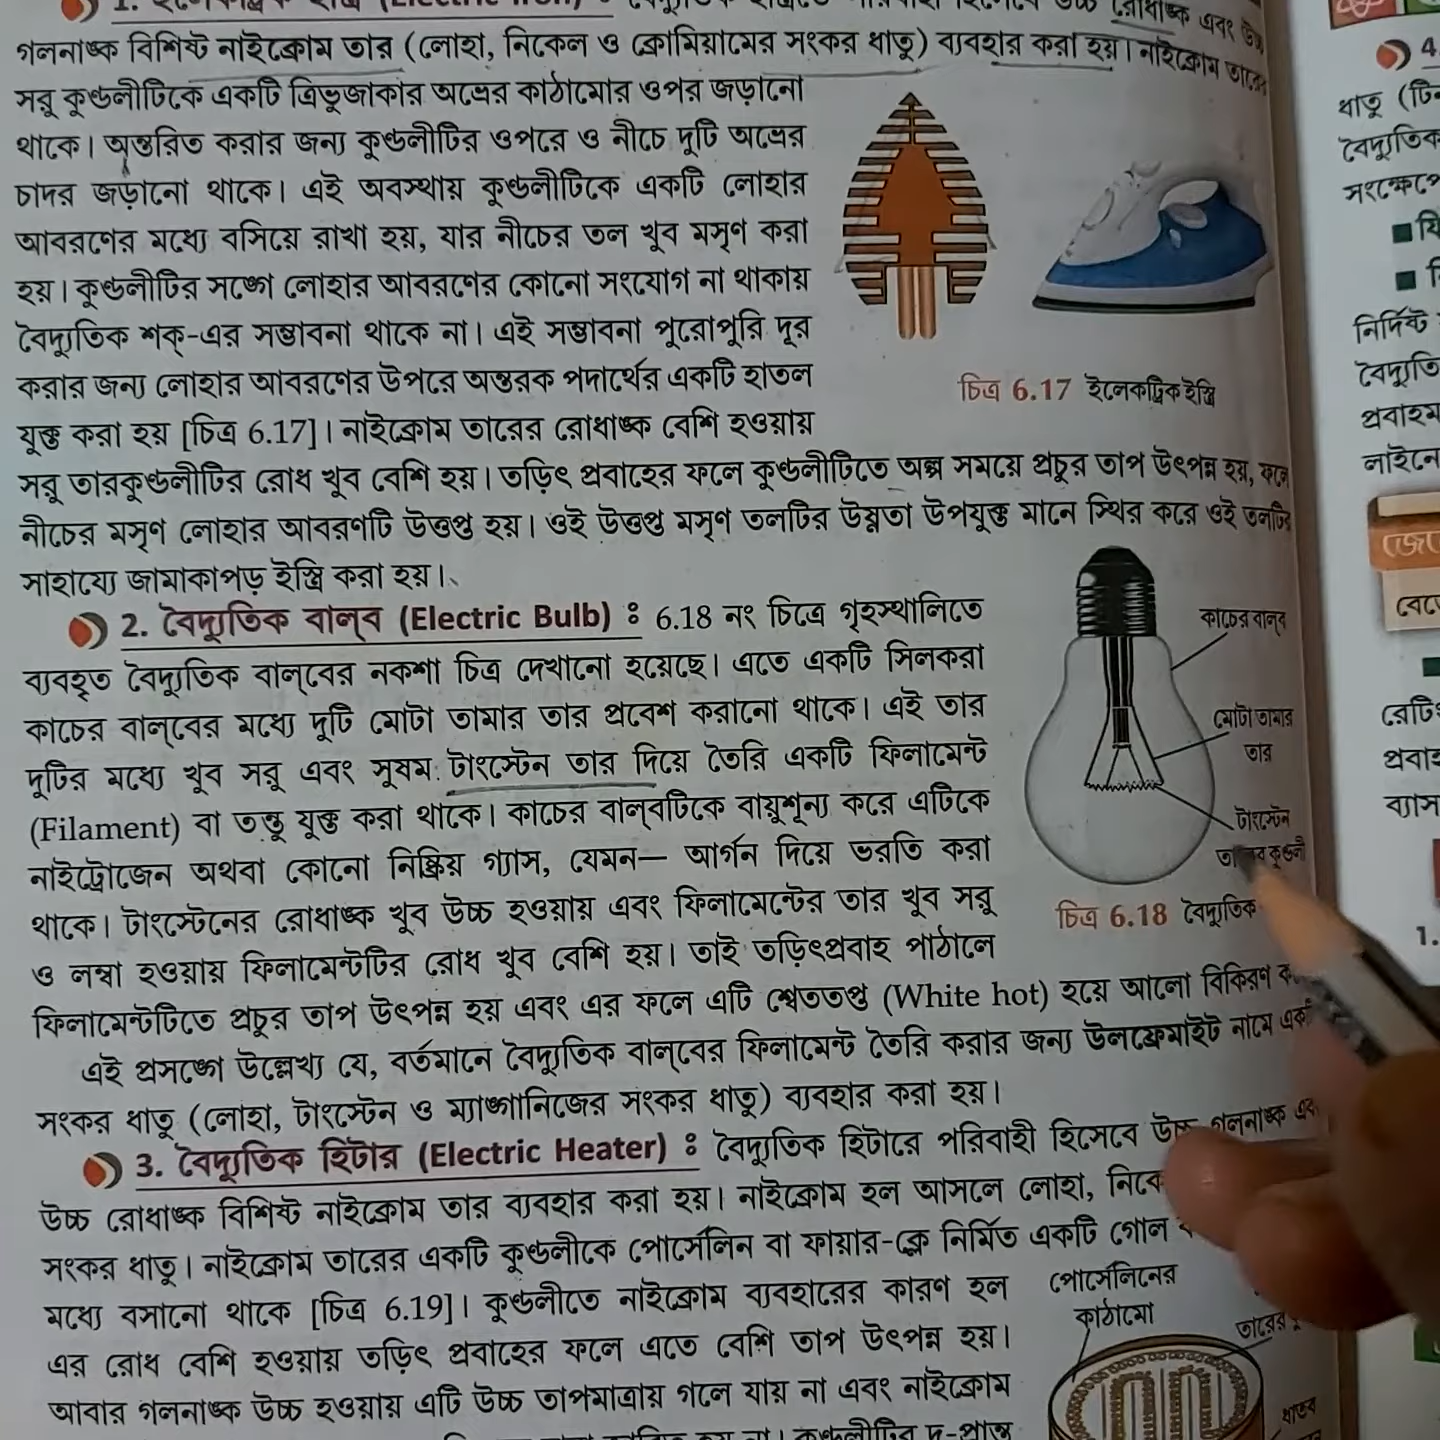 1. ইলেকট্রিক ইস্ত্রি (Electric Iron) :
রোধাঙ্ক এবং উচ্চ
গলনাঙ্ক বিশিষ্ট নাইক্রোম তার (লোহা, নিকেল ও ক্রোমিয়ামের সংকর ধাতু) ব্যবহার করা হয়। নাইক্রোম তারের
সরু কুণ্ডলীটিকে একটি ত্রিভুজাকার অভ্রের কাঠামোর ওপর জড়ানো
থাকে। অন্তরিত করার জন্য কুণ্ডলীটির ওপরে ও নীচে দুটি অভ্রের
চাদর জড়ানো থাকে। এই অবস্থায় কুণ্ডলীটিকে একটি লোহার
আবরণের মধ্যে বসিয়ে রাখা হয়, যার নীচের তল খুব মসৃণ করা
হয়। কুণ্ডলীটির সঙ্গে লোহার আবরণের কোনো সংযোগ না থাকায়
বৈদ্যুতিক শক্-এর সম্ভাবনা থাকে না। এই সম্ভাবনা পুরোপুরি দূর
করার জন্য লোহার আবরণের উপরে অন্তরক পদার্থের একটি হাতল
যুক্ত করা হয় [চিত্র 6.17]। নাইক্রোম তারের রোধাঙ্ক বেশি হওয়ায়
চিত্র 6.17 ইলেকট্রিক ইস্ত্রি
সরু তারকুণ্ডলীটির রোধ খুব বেশি হয়। তড়িৎ প্রবাহের ফলে কুণ্ডলীটিতে অল্প সময়ে প্রচুর তাপ উৎপন্ন হয়, ফলে
নীচের মসৃণ লোহার আবরণটি উত্তপ্ত হয়। ওই উত্তপ্ত মসৃণ তলটির উষ্ণতা উপযুক্ত মানে স্থির করে ওই তলটির
সাহায্যে জামাকাপড় ইস্ত্রি করা হয়।
2. বৈদ্যুতিক বাল্‌ব (Electric Bulb) : 6.18 নং চিত্রে গৃহস্থালিতে
ব্যবহৃত বৈদ্যুতিক বাল্‌বের নকশা চিত্র দেখানো হয়েছে। এতে একটি সিলকরা
কাচের বাল্‌বের মধ্যে দুটি মোটা তামার তার প্রবেশ করানো থাকে। এই তার
দুটির মধ্যে খুব সরু এবং সুষম টাংস্টেন তার দিয়ে তৈরি একটি ফিলামেন্ট
(Filament) বা তন্তু যুক্ত করা থাকে। কাচের বাল্‌বটিকে বায়ুশূন্য করে এটিকে
নাইট্রোজেন অথবা কোনো নিষ্ক্রিয় গ্যাস, যেমন— আর্গন দিয়ে ভরতি করা
থাকে। টাংস্টেনের রোধাঙ্ক খুব উচ্চ হওয়ায় এবং ফিলামেন্টের তার খুব সরু
ও লম্বা হওয়ায় ফিলামেন্টটির রোধ খুব বেশি হয়। তাই তড়িৎপ্রবাহ পাঠালে
কাচের বাল্‌ব
মোটা তামার
তার
টাংস্টেন
কুণ্ডলী
চিত্র 6.18 বৈদ্যুতিক
ফিলামেন্টটিতে প্রচুর তাপ উৎপন্ন হয় এবং এর ফলে এটি শ্বেততপ্ত (White hot) হয়ে আলো বিকিরণ
এই প্রসঙ্গে উল্লেখ্য যে, বর্তমানে বৈদ্যুতিক বাল্‌বের ফিলামেন্ট তৈরি করার জন্য উলফ্রেমাইট নামে
সংকর ধাতু (লোহা, টাংস্টেন ও ম্যাঙ্গানিজের সংকর ধাতু) ব্যবহার করা হয়।
3. বৈদ্যুতিক হিটার (Electric Heater) : বৈদ্যুতিক হিটারে পরিবাহী হিসেবে উচ্চ গলনাঙ্ক
উচ্চ রোধাঙ্ক বিশিষ্ট নাইক্রোম তার ব্যবহার করা হয়। নাইক্রোম হল আসলে লোহা,
সংকর ধাতু। নাইক্রোম তারের একটি কুণ্ডলীকে পোর্সেলিন বা ফায়ার-ক্লে নির্মিত একটি গোল
মধ্যে বসানো থাকে [চিত্র 6.19]। কুণ্ডলীতে নাইক্রোম ব্যবহারের কারণ হল
এর রোধ বেশি হওয়ায় তড়িৎ প্রবাহের ফলে এতে বেশি তাপ উৎপন্ন হয়।
আবার গলনাঙ্ক উচ্চ হওয়ায় এটি উচ্চ তাপমাত্রায় গলে যায় না এবং নাইক্রোম
পোর্সেলিনের
কাঠামো
তারের
ধাতব
4
ধাতু
বৈদ্যুতিক
নির্দিষ্ট
লাইনে
1.